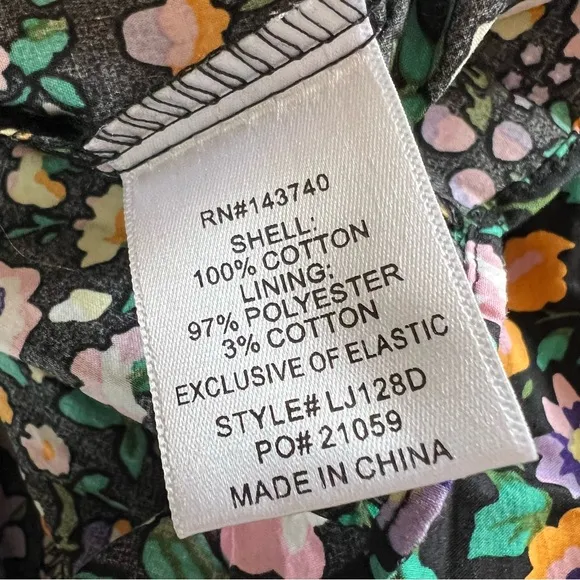 RN#143740
SHELL:
100% COTTON
LINING:
97% POLYESTER
3% COTTON
EXCLUSIVE OF ELASTIC
STYLE# LJ128D
PO# 21059
MADE IN CHINA